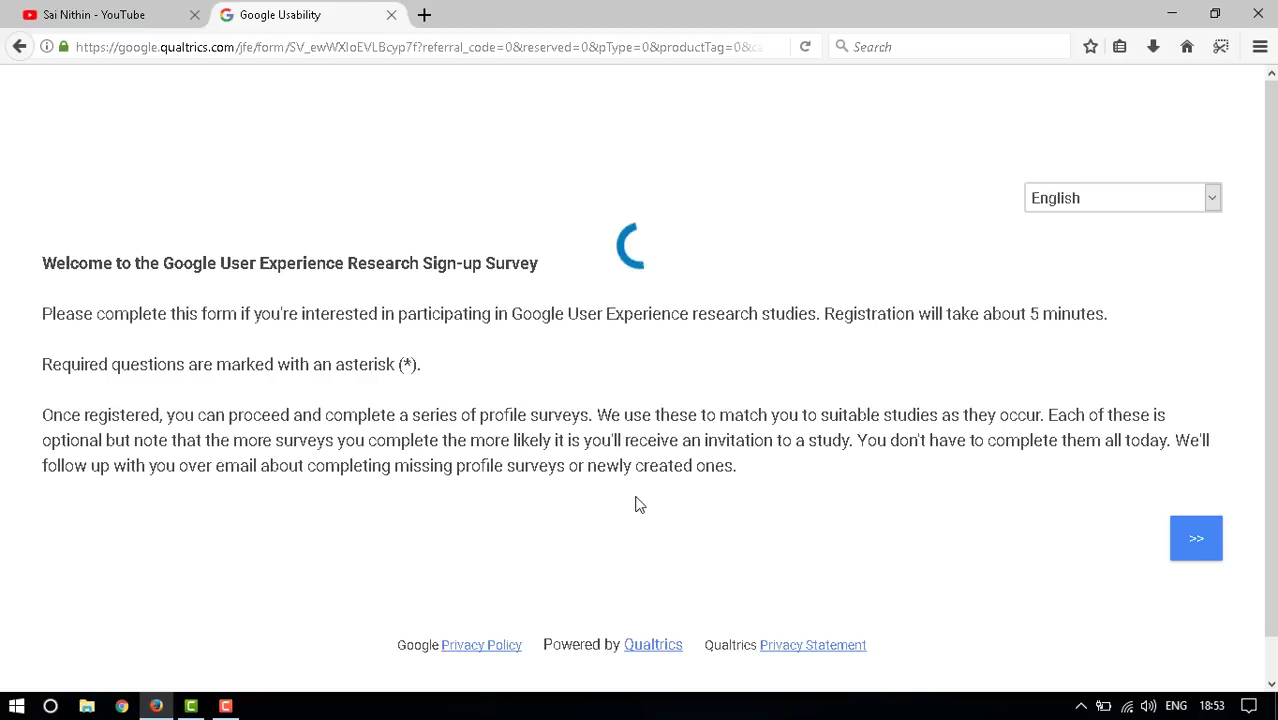 Sai Nithin - YouTube
Google Usability
https://google.qualtrics.com/jfe/form/SV_ewWXIoEVLBcyp7f?referral_code=0&reserved=0&pType=0&productTag=0&ca
Search
English
Welcome to the Google User Experience Research Sign-up Survey
Please complete this form if you're interested in participating in Google User Experience research studies. Registration will take about 5 minutes.
Required questions are marked with an asterisk (*).
Once registered, you can proceed and complete a series of profile surveys. We use these to match you to suitable studies as they occur. Each of these is
optional but note that the more surveys you complete the more likely it is you'll receive an invitation to a study. You don't have to complete them all today. We'll
follow up with you over email about completing missing profile surveys or newly created ones.
>>
Google Privacy Policy Powered by Qualtrics Qualtrics Privacy Statement
ENG 18:53